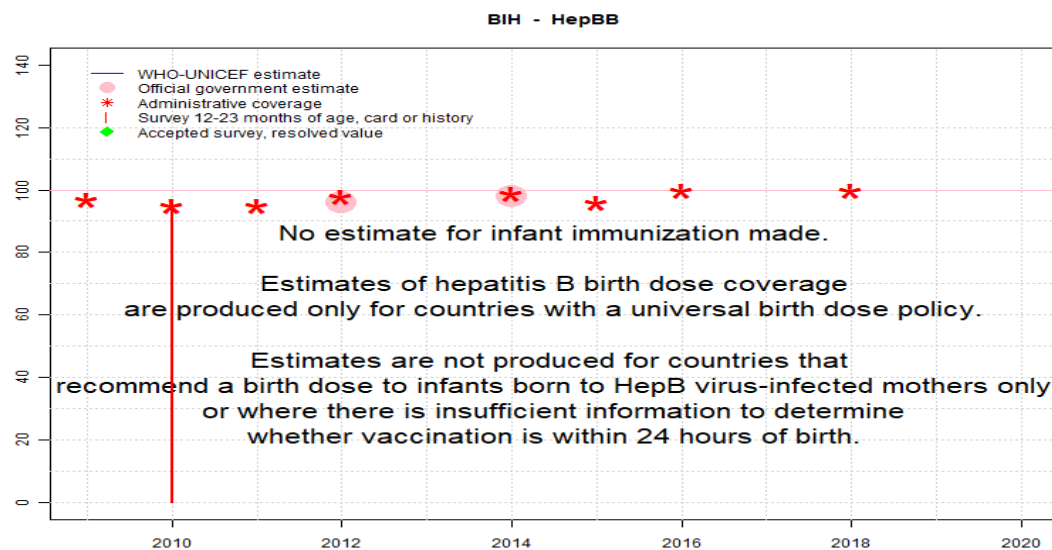 BIH - HepBB
140
120
100
80
60
40
20
0
WHO-UNICEF estimate
Official government estimate
Administrative coverage
Survey 12-23 months of age, card or history
Accepted survey, resolved value
No estimate for infant immunization made.
Estimates of hepatitis B birth dose coverage
are produced only for countries with a universal birth dose policy.
Estimates are not produced for countries that
recommend a birth dose to infants born to HepB virus-infected mothers only
or where there is insufficient information to determine
whether vaccination is within 24 hours of birth.
2010 2012 2014 2016 2018 2020